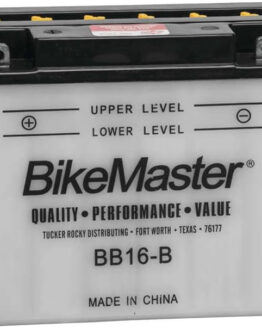 UPPER LEVEL
LOWER LEVEL
BikeMaster®
QUALITY • PERFORMANCE • VALUE
TUCKER ROCKY DISTRIBUTING • FORT WORTH • TEXAS • 76177
BB16-B
MADE IN CHINA